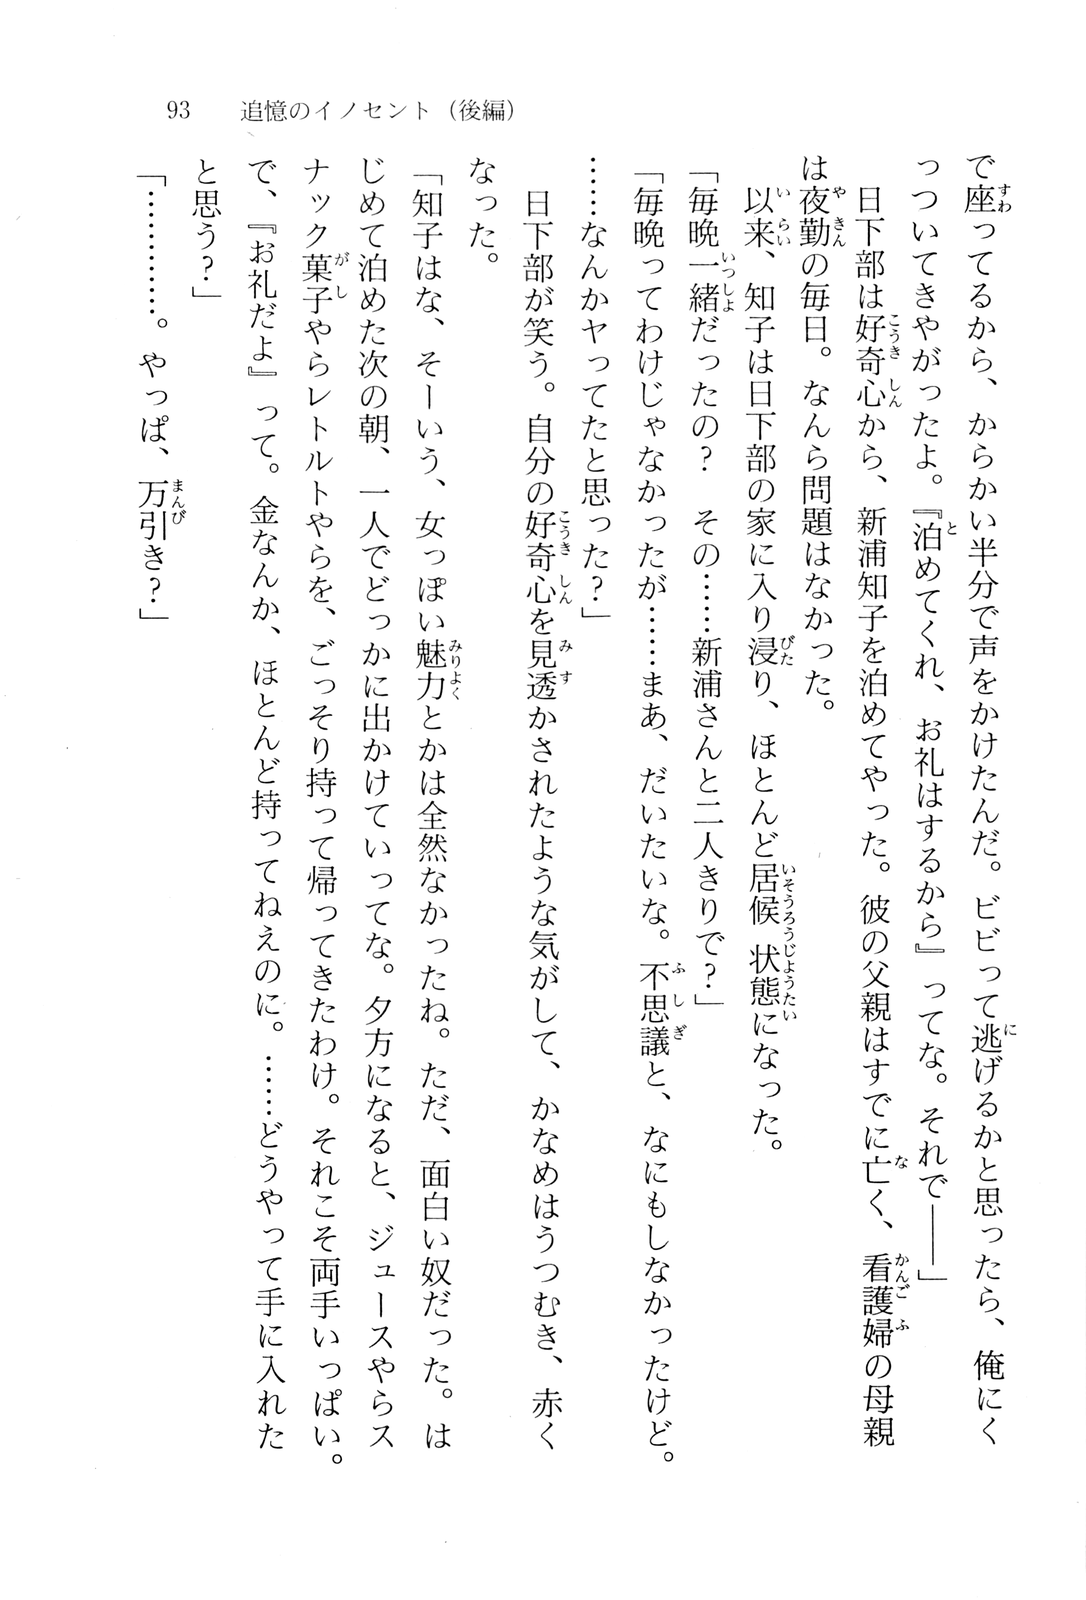 93　追憶のイノセント（後編）
で座ってるから、からかい半分で声をかけたんだ。ビビって逃げるかと思ったら、俺にく
っついてきやがったよ。『泊めてくれ、お礼はするから』ってな。それで――」
　日下部は好奇心から、新浦知子を泊めてやった。彼の父親はすでに亡く、看護婦の母親
は夜勤の毎日。なんら問題はなかった。
　以来、知子は日下部の家に入り浸り、ほとんど居候状態になった。
「毎晩一緒だったの？　その……新浦さんと二人きりで？」
「毎晩ってわけじゃなかったが……まあ、だいたいな。不思議と、なにもしなかったけど。
……なんかヤってたと思った？」
　日下部が笑う。自分の好奇心を見透かされたような気がして、かなめはうつむき、赤く
なった。
「知子はな、そーいう、女っぽい魅力とかは全然なかったね。ただ、面白い奴だった。は
じめて泊めた次の朝、一人でどっかに出かけていってな。夕方になると、ジュースやらス
ナック菓子やらレトルトやらを、ごっそり持って帰ってきたわけ。それこそ両手いっぱい。
で、『お礼だよ』って。金なんか、ほとんど持ってねえのに。……どうやって手に入れた
と思う？」
「…………。やっぱ、万引き？」